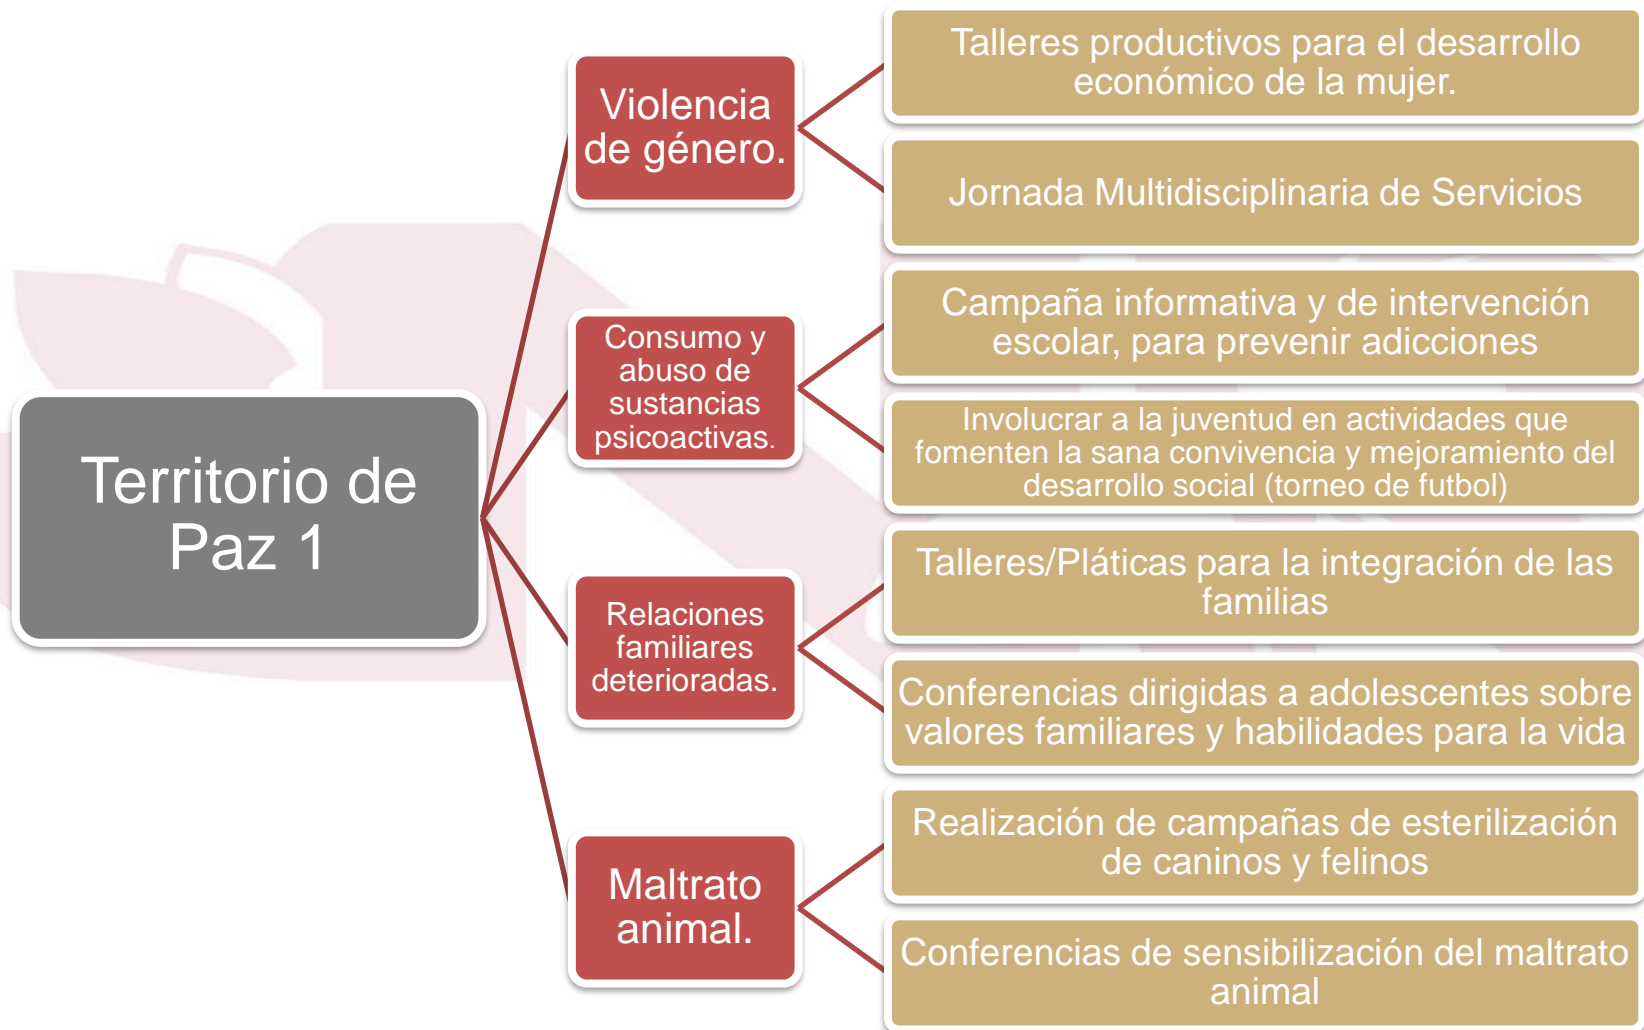 Territorio de
Paz 1
Violencia
de género.
Talleres productivos para el desarrollo
económico de la mujer.
Jornada Multidisciplinaria de Servicios
Consumo y
abuso de
sustancias
psicoactivas.
Campaña informativa y de intervención
escolar, para prevenir adicciones
Involucrar a la juventud en actividades que
fomenten la sana convivencia y mejoramiento del
desarrollo social (torneo de futbol)
Relaciones
familiares
deterioradas.
Talleres/Pláticas para la integración de las
familias
Conferencias dirigidas a adolescentes sobre
valores familiares y habilidades para la vida
Maltrato
animal.
Realización de campañas de esterilización
de caninos y felinos
Conferencias de sensibilización del maltrato
animal